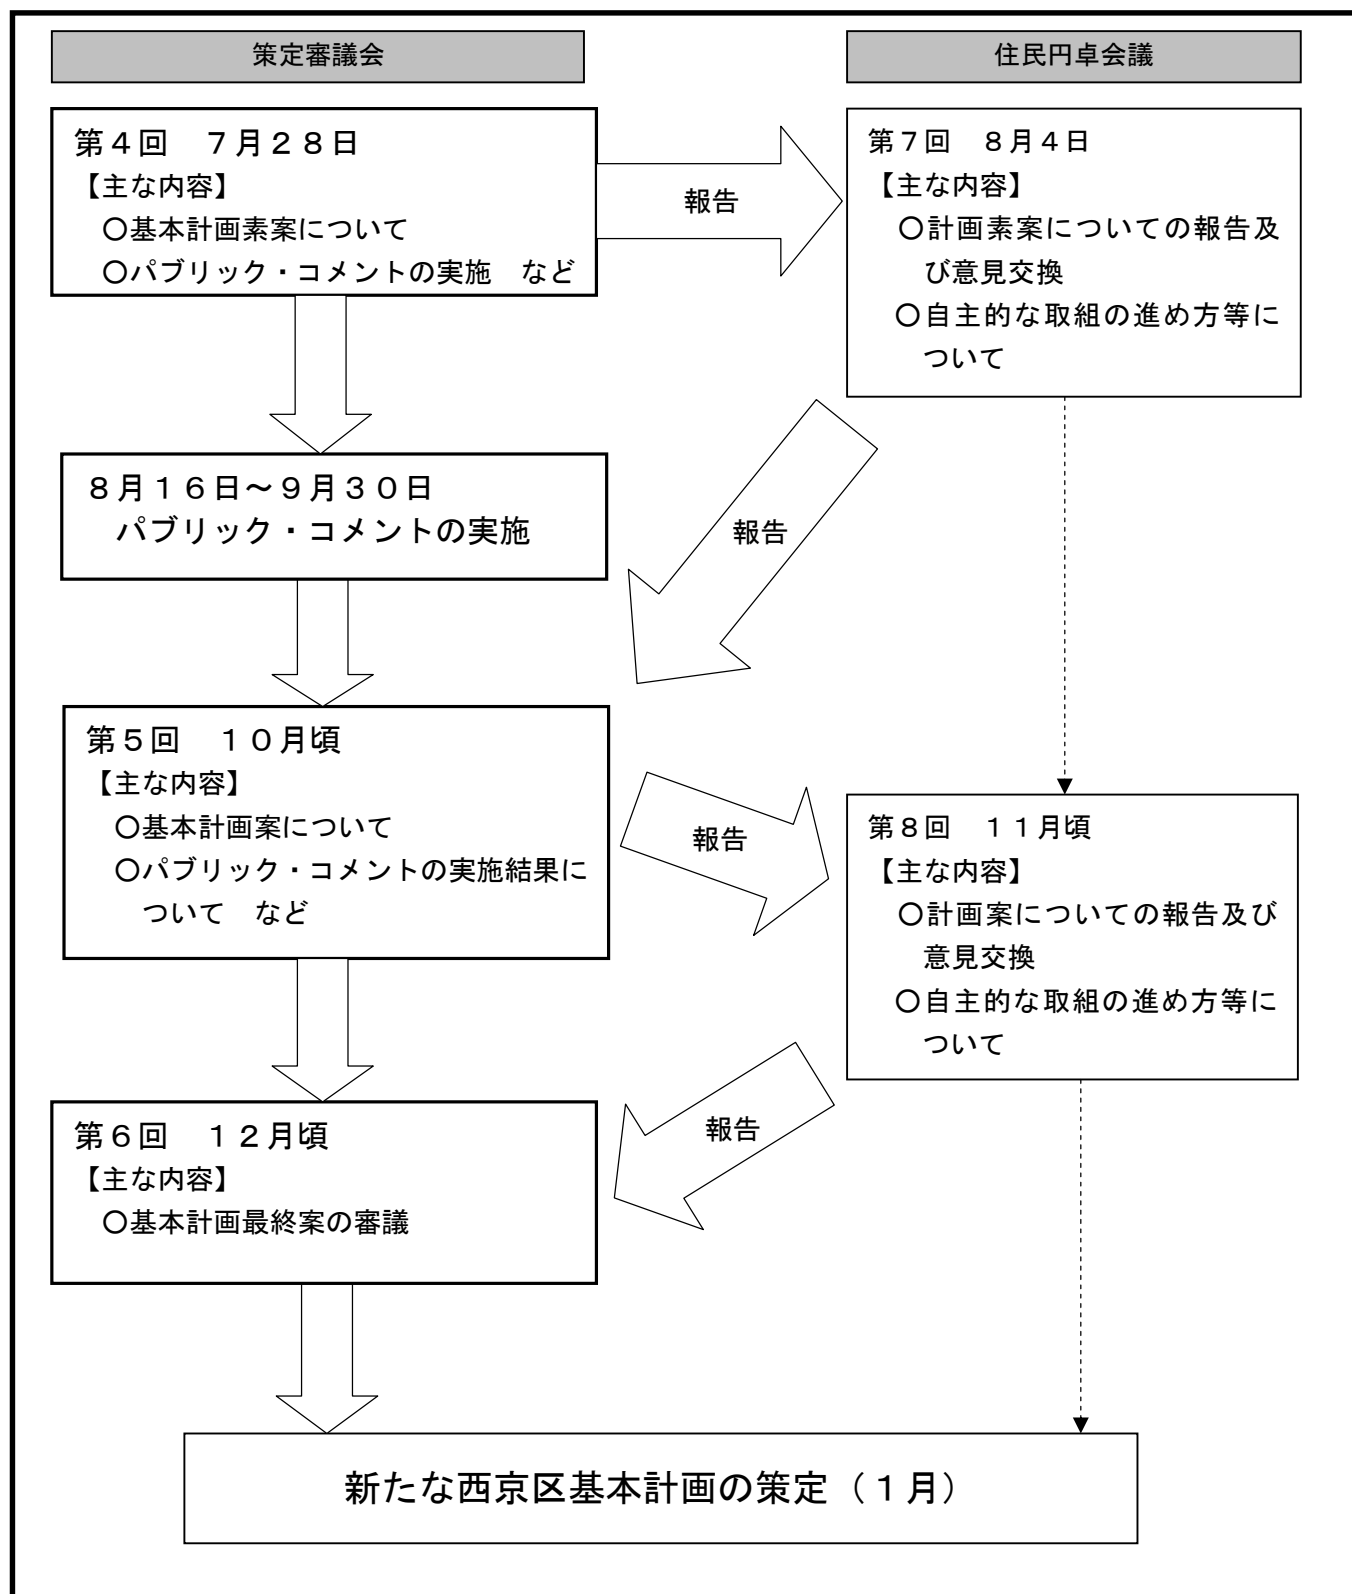 策定審議会
住民円卓会議
第４回　７月２８日
【主な内容】
○基本計画素案について
○パブリック・コメントの実施　など
報告
第７回　８月４日
【主な内容】
○計画素案についての報告及
び意見交換
○自主的な取組の進め方等に
ついて
８月１６日～９月３０日
パブリック・コメントの実施
報告
第５回　１０月頃
【主な内容】
○基本計画案について
○パブリック・コメントの実施結果に
ついて　など
報告
第８回　１１月頃
【主な内容】
○計画案についての報告及び
意見交換
○自主的な取組の進め方等に
ついて
第６回　１２月頃
【主な内容】
○基本計画最終案の審議
報告
新たな西京区基本計画の策定（１月）